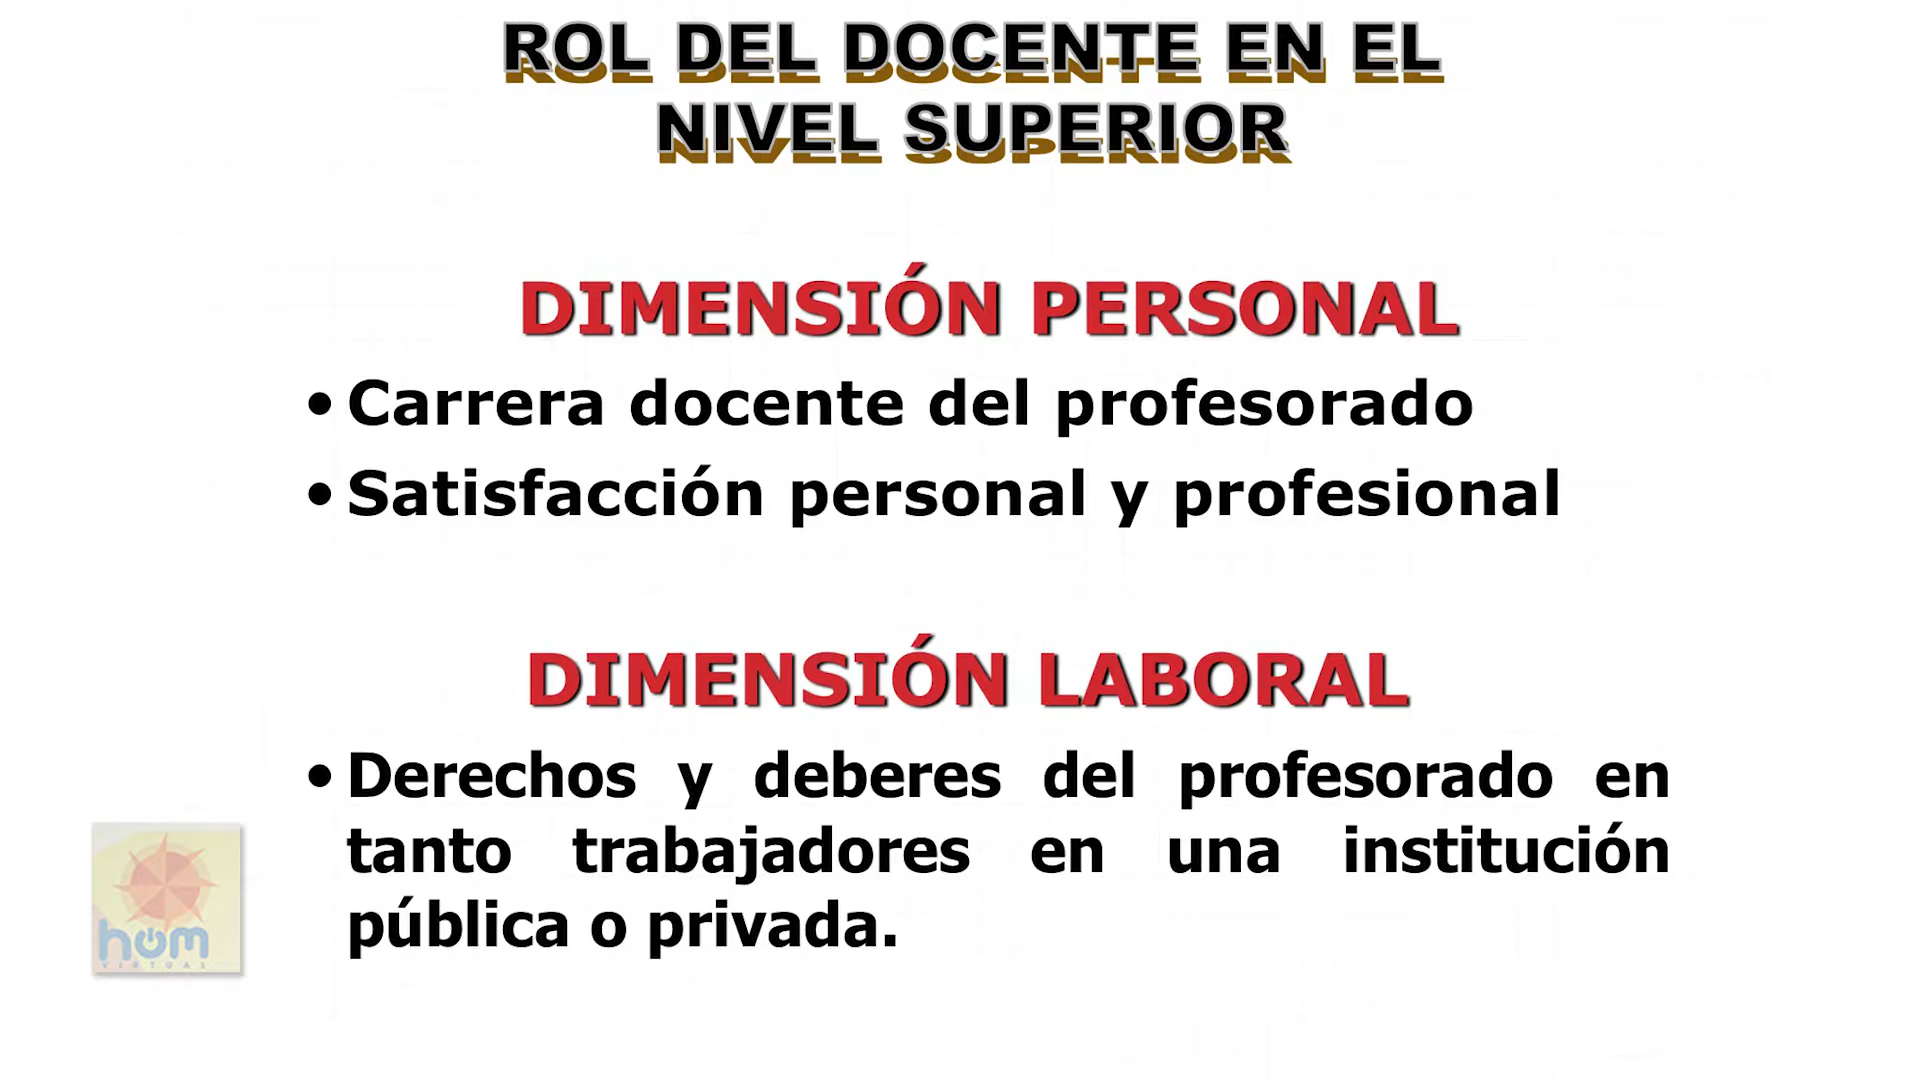 ROL DEL DOCENTE EN EL
NIVEL SUPERIOR
DIMENSIÓN PERSONAL
• Carrera docente del profesorado
• Satisfacción personal y profesional
DIMENSIÓN LABORAL
• Derechos y deberes del profesorado en
tanto trabajadores en una institución
pública o privada.
hom
VIRTUAL